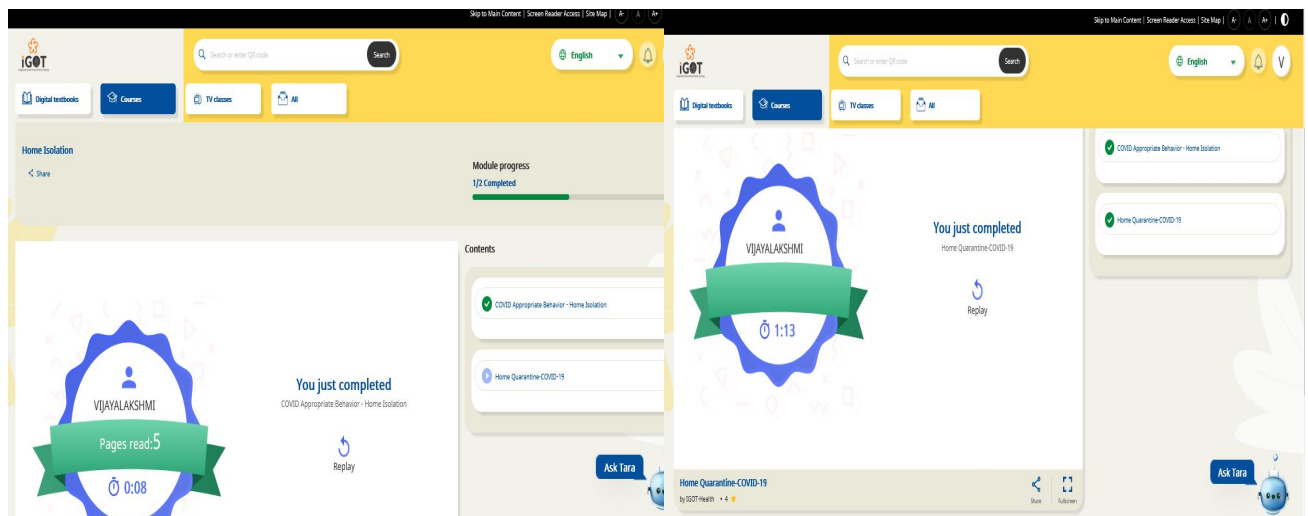 Skip to Main Content | Screen Reader Access | Site Map | A- A A+
iGOT
Search or enter QR code
Search
English
Digital textbooks
Courses
TV classes
All
Home Isolation
Share
Module progress
1/2 Completed
Contents
COVID Appropriate Behavior - Home Isolation
Home Quarantine-COVID-19
VIJAYALAKSHMI
Pages read:5
0:08
You just completed
COVID Appropriate Behavior - Home Isolation
Replay
Ask Tara
Skip to Main Content | Screen Reader Access | Site Map | A- A A+ |
iGOT
Search or enter QR code
Search
English
V
Digital textbooks
Courses
TV classes
All
COVID Appropriate Behavior - Home Isolation
Home Quarantine-COVID-19
VIJAYALAKSHMI
1:13
You just completed
Home Quarantine-COVID-19
Replay
Ask Tara
Home Quarantine-COVID-19
by IGOT-Health • 4
Share
Fullscreen